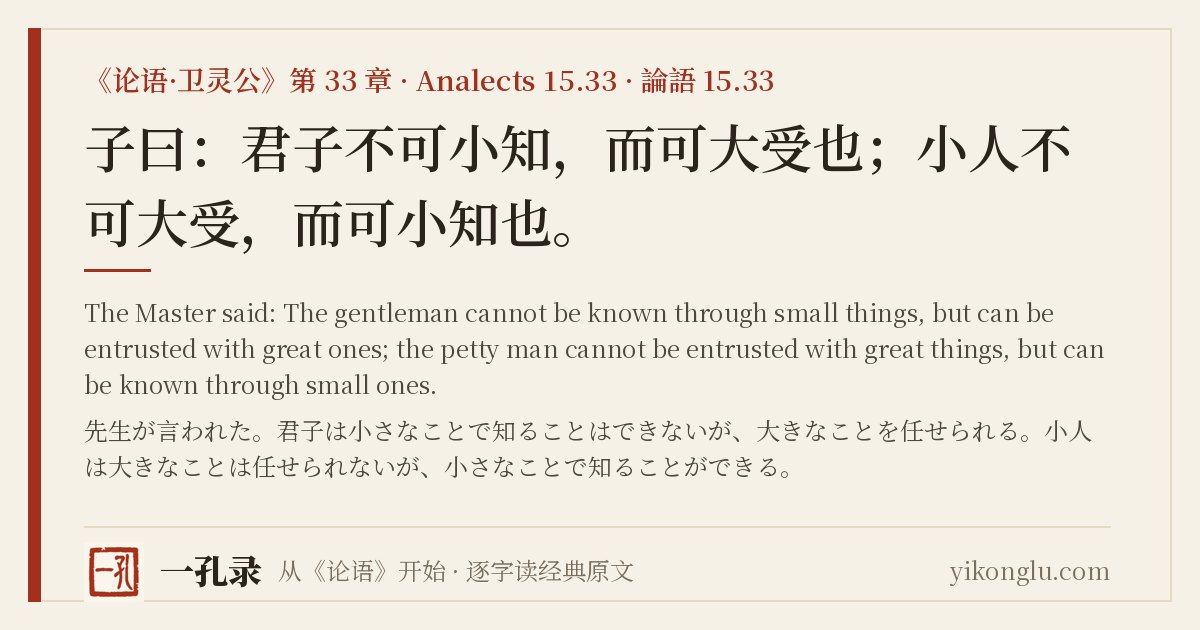 《论语·卫灵公》第 33 章 · Analects 15.33 · 論語 15.33
子曰：君子不可小知，而可大受也；小人不
可大受，而可小知也。
The Master said: The gentleman cannot be known through small things, but can be
entrusted with great ones; the petty man cannot be entrusted with great things, but can
be known through small ones.
先生が言われた。君子は小さなことで知ることはできないが、大きなことを任せられる。小人
は大きなことは任せられないが、小さなことで知ることができる。
一孔
一孔录 从《论语》开始 · 逐字读经典原文 yikonglu.com